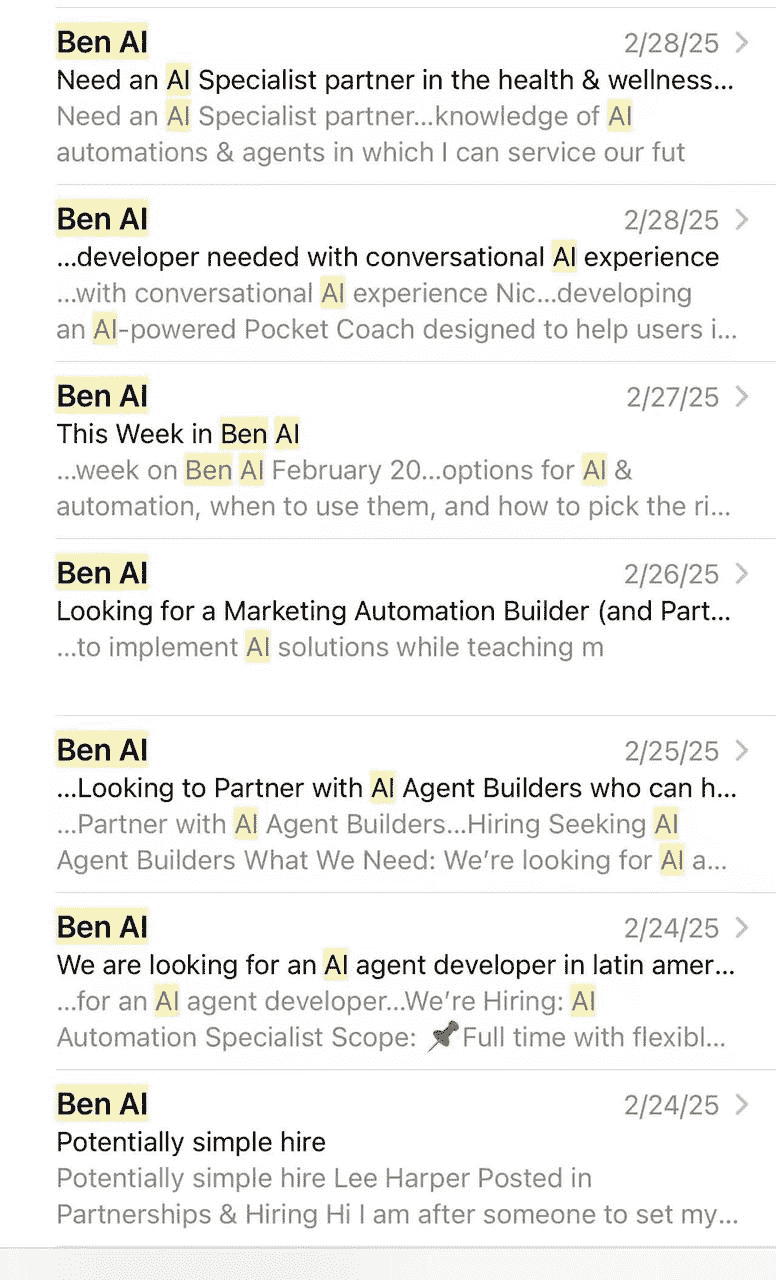 Ben AI 2/28/25
Need an AI Specialist partner in the health & wellness...
Need an AI Specialist partner...knowledge of AI
automations & agents in which I can service our fut
Ben AI 2/28/25
...developer needed with conversational AI experience
...with conversational AI experience Nic...developing
an AI-powered Pocket Coach designed to help users i...
Ben AI 2/27/25
This Week in Ben AI
...week on Ben AI February 20...options for AI &
automation, when to use them, and how to pick the ri...
Ben AI 2/26/25
Looking for a Marketing Automation Builder (and Part...
...to implement AI solutions while teaching m
Ben AI 2/25/25
...Looking to Partner with AI Agent Builders who can h...
...Partner with AI Agent Builders...Hiring Seeking AI
Agent Builders What We Need: We’re looking for AI a...
Ben AI 2/24/25
We are looking for an AI agent developer in latin amer...
...for an AI agent developer...We’re Hiring: AI
Automation Specialist Scope: 📌Full time with flexibl...
Ben AI 2/24/25
Potentially simple hire
Potentially simple hire Lee Harper Posted in
Partnerships & Hiring Hi I am after someone to set my...